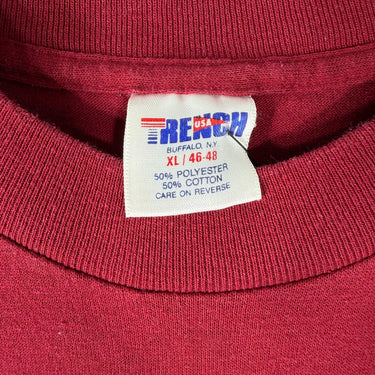 TRENCH
USA
BUFFALO, N.Y.
XL / 46-48
50% POLYESTER
50% COTTON
CARE ON REVERSE